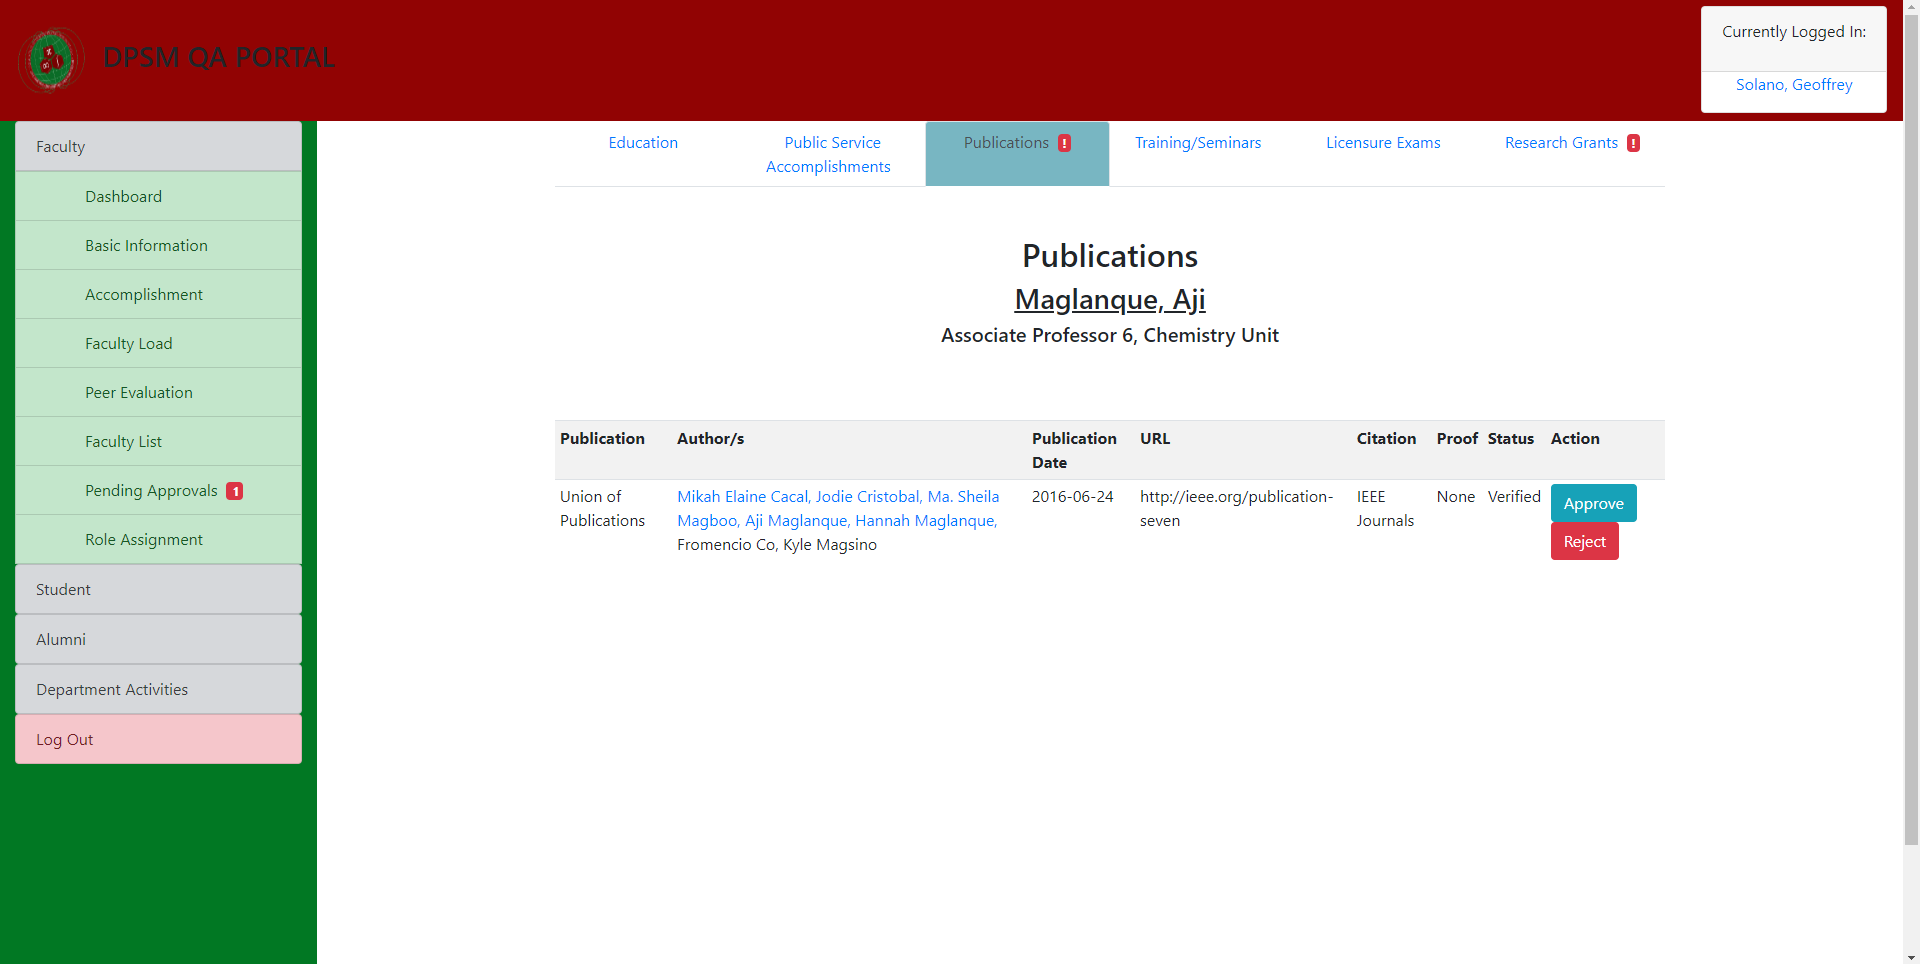 DPSM QA PORTAL
Currently Logged In:
Solano, Geoffrey
Faculty
Dashboard
Basic Information
Accomplishment
Faculty Load
Peer Evaluation
Faculty List
Pending Approvals 1
Role Assignment
Student
Alumni
Department Activities
Log Out
Education
Public Service
Accomplishments
Publications !
Training/Seminars
Licensure Exams
Research Grants !
Publications
Maglanque, Aji
Associate Professor 6, Chemistry Unit
Publication Author/s Publication Date URL Citation Proof Status Action
Union of Publications
Mikah Elaine Cacal, Jodie Cristobal, Ma. Sheila
Magboo, Aji Maglanque, Hannah Maglanque,
Fromencio Co, Kyle Magsino
2016-06-24
http://ieee.org/publication-
seven
IEEE
Journals
None
Verified
Approve
Reject